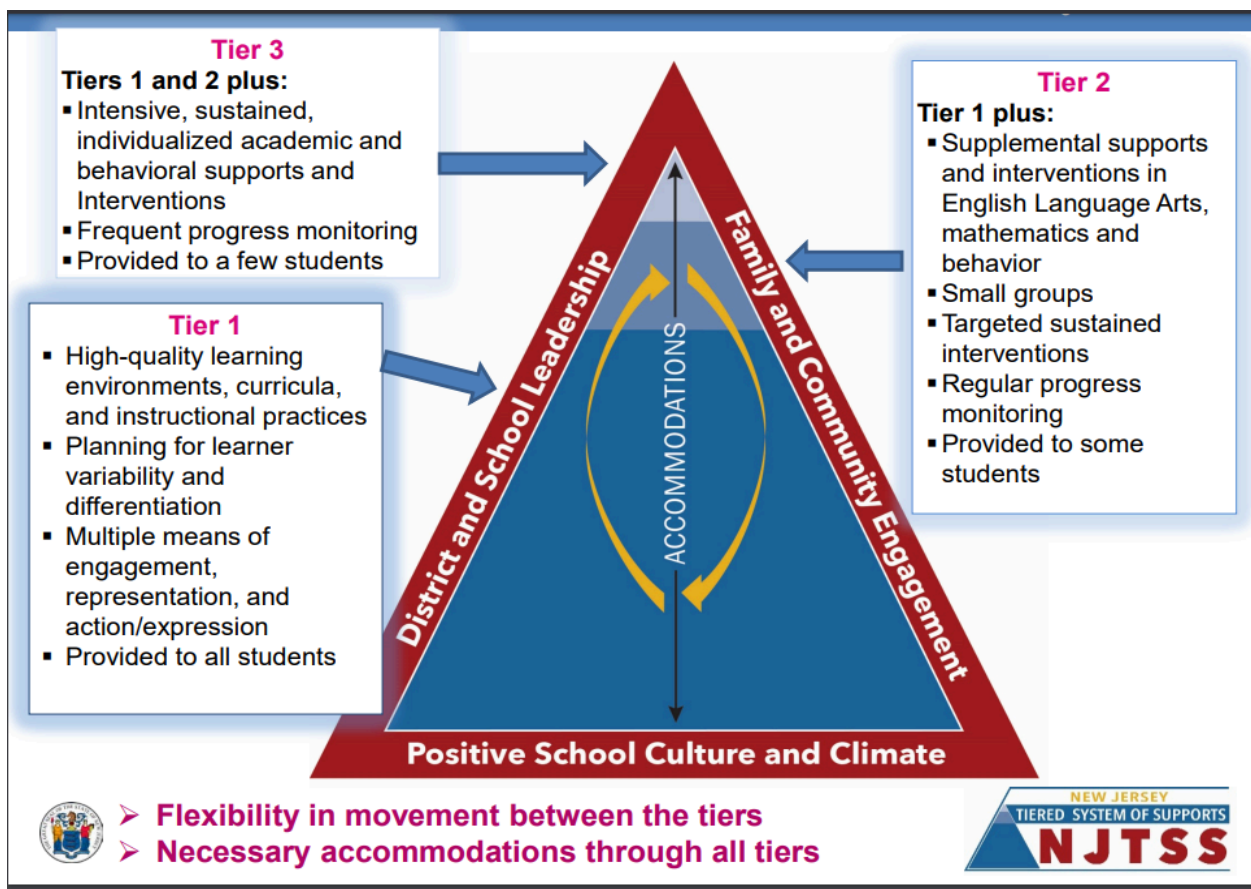 Tier 3
Tiers 1 and 2 plus:
▪ Intensive, sustained,
individualized academic and
behavioral supports and
Interventions
▪ Frequent progress monitoring
▪ Provided to a few students
Tier 1
▪ High-quality learning
environments, curricula,
and instructional practices
▪ Planning for learner
variability and
differentiation
▪ Multiple means of
engagement,
representation, and
action/expression
▪ Provided to all students
Tier 2
Tier 1 plus:
▪ Supplemental supports
and interventions in
English Language Arts,
mathematics and
behavior
▪ Small groups
▪ Targeted sustained
interventions
▪ Regular progress
monitoring
▪ Provided to some
students
District and School Leadership
Family and Community Engagement
ACCOMMODATIONS
Positive School Culture and Climate
➢ Flexibility in movement between the tiers
➢ Necessary accommodations through all tiers
NEW JERSEY
TIERED SYSTEM OF SUPPORTS
NJTSS